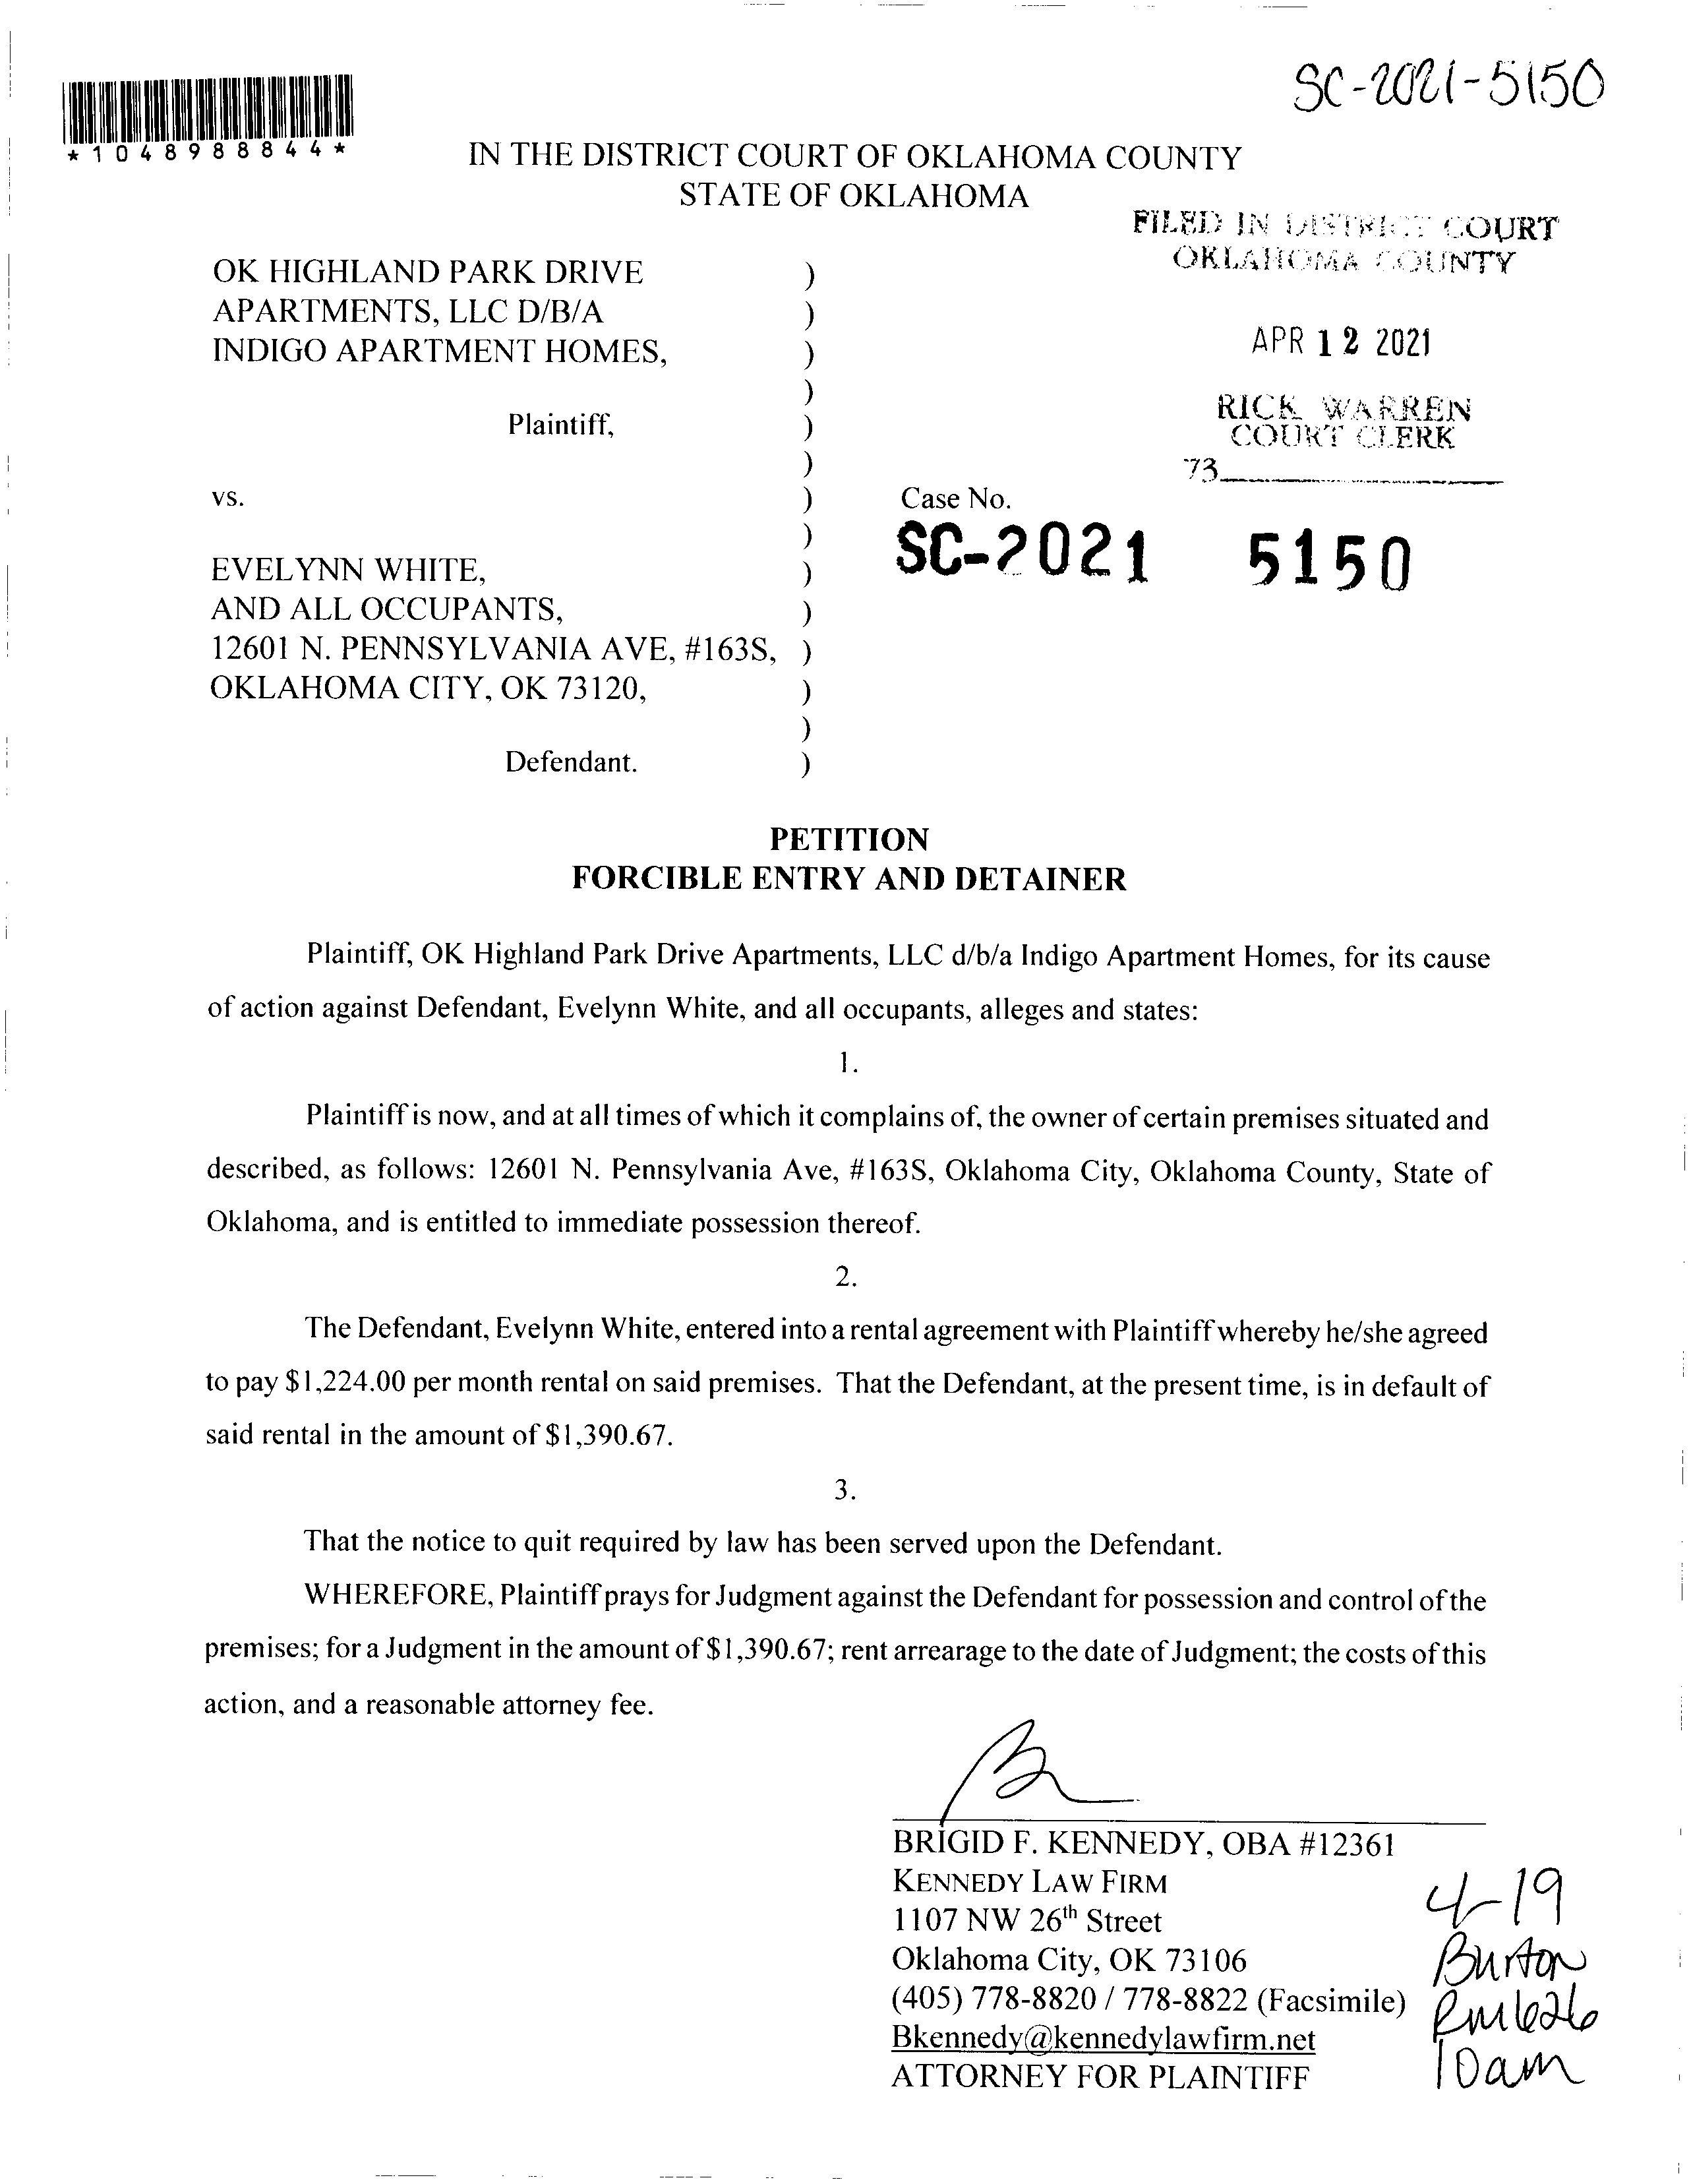 SC-2021-5150
*1048988844*
IN THE DISTRICT COURT OF OKLAHOMA COUNTY
STATE OF OKLAHOMA
FILED IN DISTRICT COURT
OKLAHOMA COUNTY
APR 12 2021
RICK WARREN
COURT CLERK
73
OK HIGHLAND PARK DRIVE )
APARTMENTS, LLC D/B/A )
INDIGO APARTMENT HOMES, )
)
Plaintiff, )
)
vs. ) Case No.
) SC-2021 5150
EVELYNN WHITE, )
AND ALL OCCUPANTS, )
12601 N. PENNSYLVANIA AVE, #163S, )
OKLAHOMA CITY, OK 73120, )
)
Defendant. )
PETITION
FORCIBLE ENTRY AND DETAINER
Plaintiff, OK Highland Park Drive Apartments, LLC d/b/a Indigo Apartment Homes, for its cause
of action against Defendant, Evelynn White, and all occupants, alleges and states:
1.
Plaintiff is now, and at all times of which it complains of, the owner of certain premises situated and
described, as follows: 12601 N. Pennsylvania Ave, #163S, Oklahoma City, Oklahoma County, State of
Oklahoma, and is entitled to immediate possession thereof.
2.
The Defendant, Evelynn White, entered into a rental agreement with Plaintiff whereby he/she agreed
to pay $1,224.00 per month rental on said premises. That the Defendant, at the present time, is in default of
said rental in the amount of $1,390.67.
3.
That the notice to quit required by law has been served upon the Defendant.
WHEREFORE, Plaintiff prays for Judgment against the Defendant for possession and control of the
premises; for a Judgment in the amount of $1,390.67; rent arrearage to the date of Judgment; the costs of this
action, and a reasonable attorney fee.
BRIGID F. KENNEDY, OBA #12361
KENNEDY LAW FIRM
1107 NW 26th Street
Oklahoma City, OK 73106
(405) 778-8820 / 778-8822 (Facsimile)
Bkennedy@kennedylawfirm.net
ATTORNEY FOR PLAINTIFF
4-19
Burton
Rm 626
10am